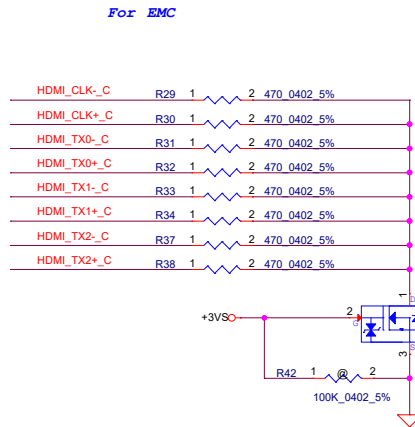 For EMC
HDMI_CLK-_C R29 1 2 470_0402_5%
HDMI_CLK+_C R30 1 2 470_0402_5%
HDMI_TX0-_C R31 1 2 470_0402_5%
HDMI_TX0+_C R32 1 2 470_0402_5%
HDMI_TX1-_C R33 1 2 470_0402_5%
HDMI_TX1+_C R34 1 2 470_0402_5%
HDMI_TX2-_C R37 1 2 470_0402_5%
HDMI_TX2+_C R38 1 2 470_0402_5%
1
D
+3VS 2
G
S
3
R42 1 @ 2
100K_0402_5%